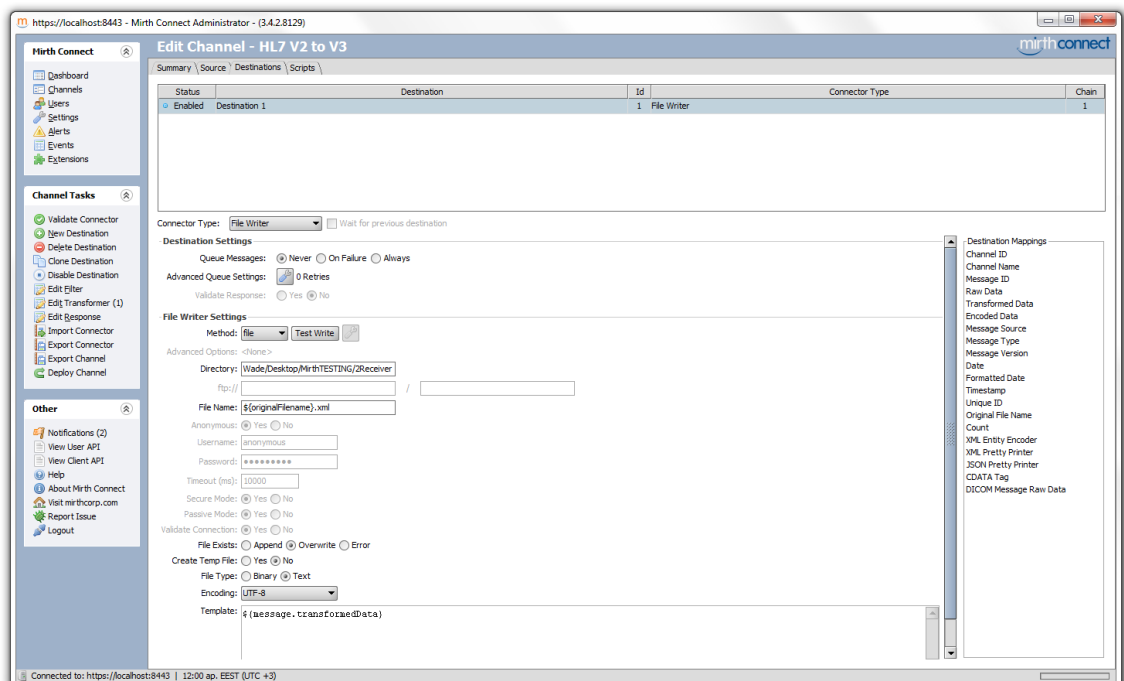 https://localhost:8443 - Mirth Connect Administrator - (3.4.2.8129)
Mirth Connect
Edit Channel - HL7 V2 to V3
mirthconnect
Dashboard
Channels
Users
Settings
Alerts
Events
Extensions
Channel Tasks
Validate Connector
New Destination
Delete Destination
Clone Destination
Disable Destination
Edit Filter
Edit Transformer (1)
Edit Response
Import Connector
Export Connector
Export Channel
Deploy Channel
Other
Notifications (2)
View User API
View Client API
Help
About Mirth Connect
Visit mirthcorp.com
Report Issue
Logout
Summary Source Destinations Scripts
Status Destination Id Connector Type Chain
Enabled Destination 1 1 File Writer 1
Connector Type: File Writer Wait for previous destination
Destination Settings
Queue Messages: Never On Failure Always
Advanced Queue Settings: 0 Retries
Validate Response: Yes No
File Writer Settings
Method: file Test Write
Advanced Options: <None>
Directory: Wade/Desktop/MirthTESTING/2Receiver
ftp:// /
File Name: ${originalFilename}.xml
Anonymous: Yes No
Username: anonymous
Password:
Timeout (ms): 10000
Secure Mode: Yes No
Passive Mode: Yes No
Validate Connection: Yes No
File Exists: Append Overwrite Error
Create Temp File: Yes No
File Type: Binary Text
Encoding: UTF-8
Template: ${message.transformedData}
Destination Mappings
Channel ID
Channel Name
Message ID
Raw Data
Transformed Data
Encoded Data
Message Source
Message Type
Message Version
Date
Formatted Date
Timestamp
Unique ID
Original File Name
Count
XML Entity Encoder
XML Pretty Printer
JSON Pretty Printer
CDATA Tag
DICOM Message Raw Data
Connected to: https://localhost:8443 | 12:00 ap. EEST (UTC +3)